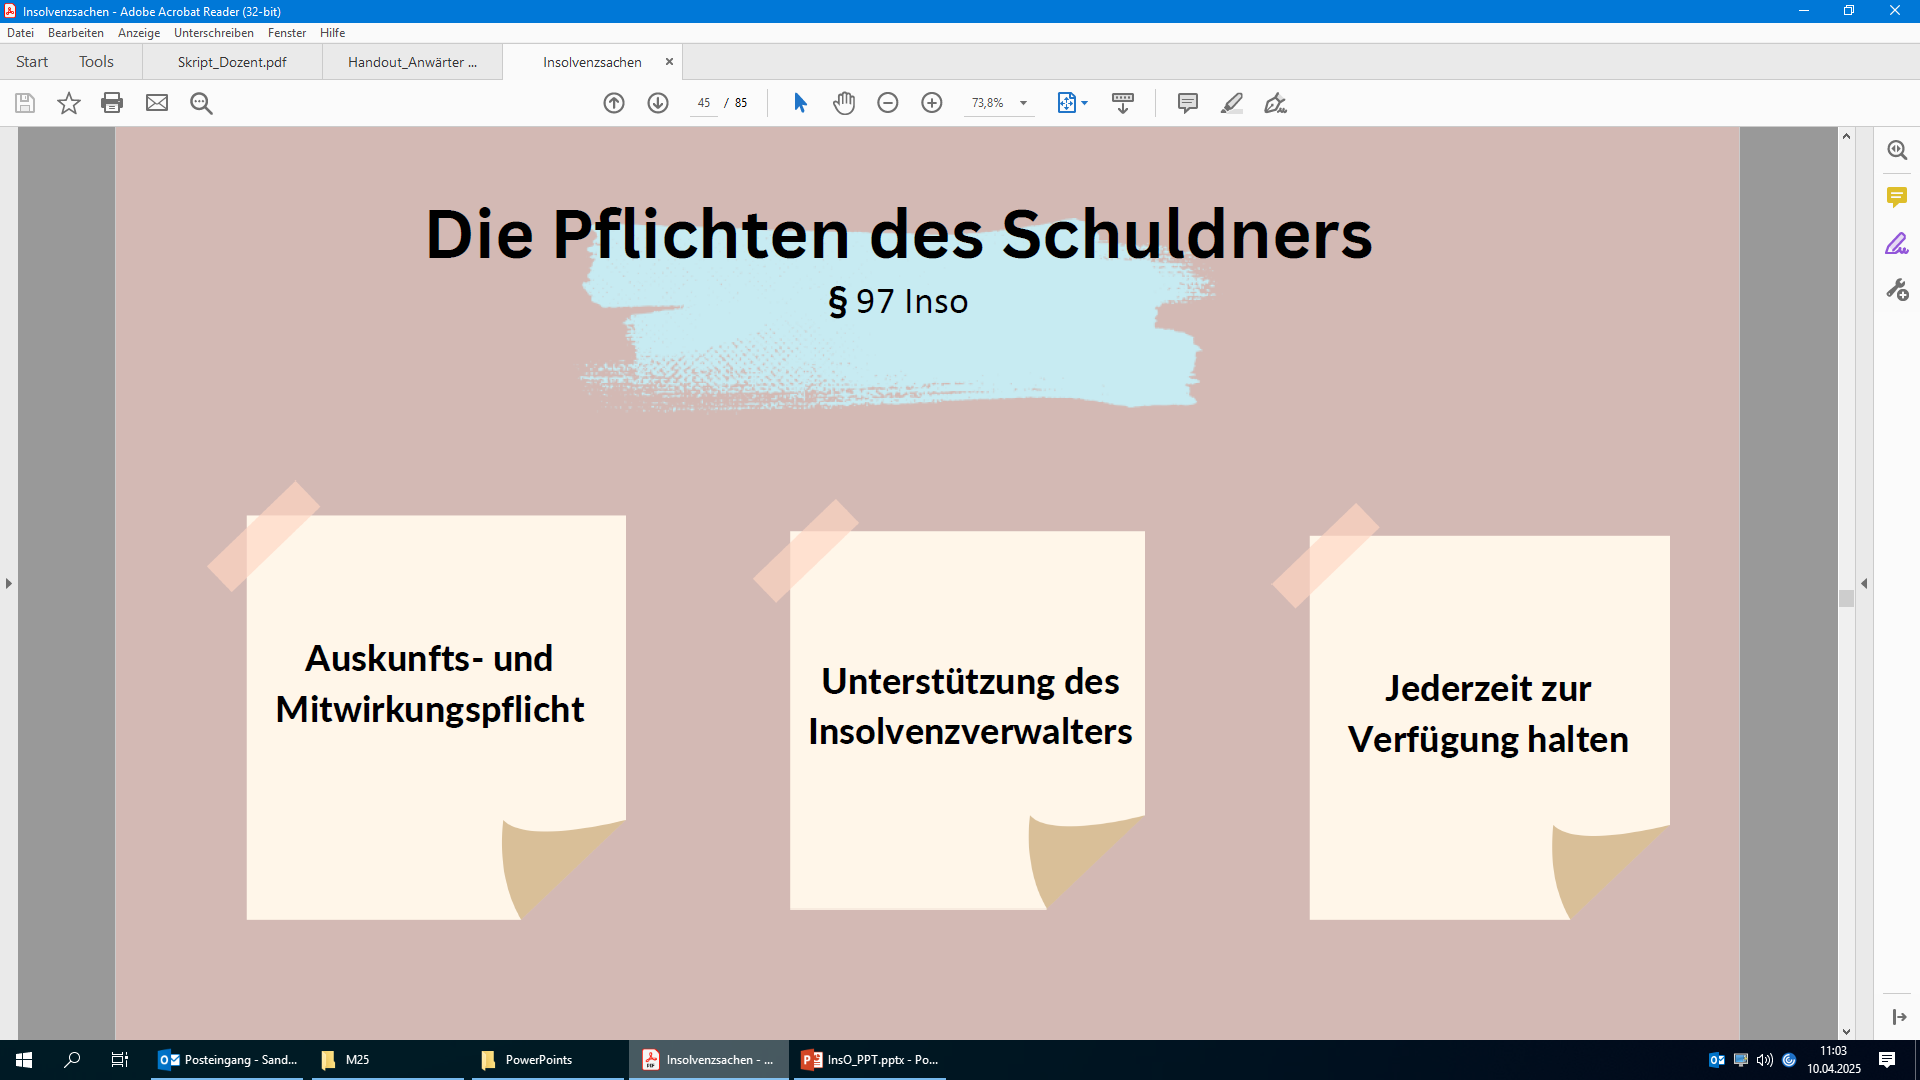 Insolvenzsachen - Adobe Acrobat Reader (32-bit)
Datei Bearbeiten Anzeige Unterschreiben Fenster Hilfe
Start Tools Skript_Dozent.pdf Handout_Anwärter ... Insolvenzsachen
45 / 85 73,8%
Die Pflichten des Schuldners
§ 97 Inso
Auskunfts- und
Mitwirkungspflicht
Unterstützung des
Insolvenzverwalters
Jederzeit zur
Verfügung halten
Posteingang - Sand... M25 PowerPoints Insolvenzsachen - ... InsO_PPT.pptx - Po...
11:03
10.04.2025